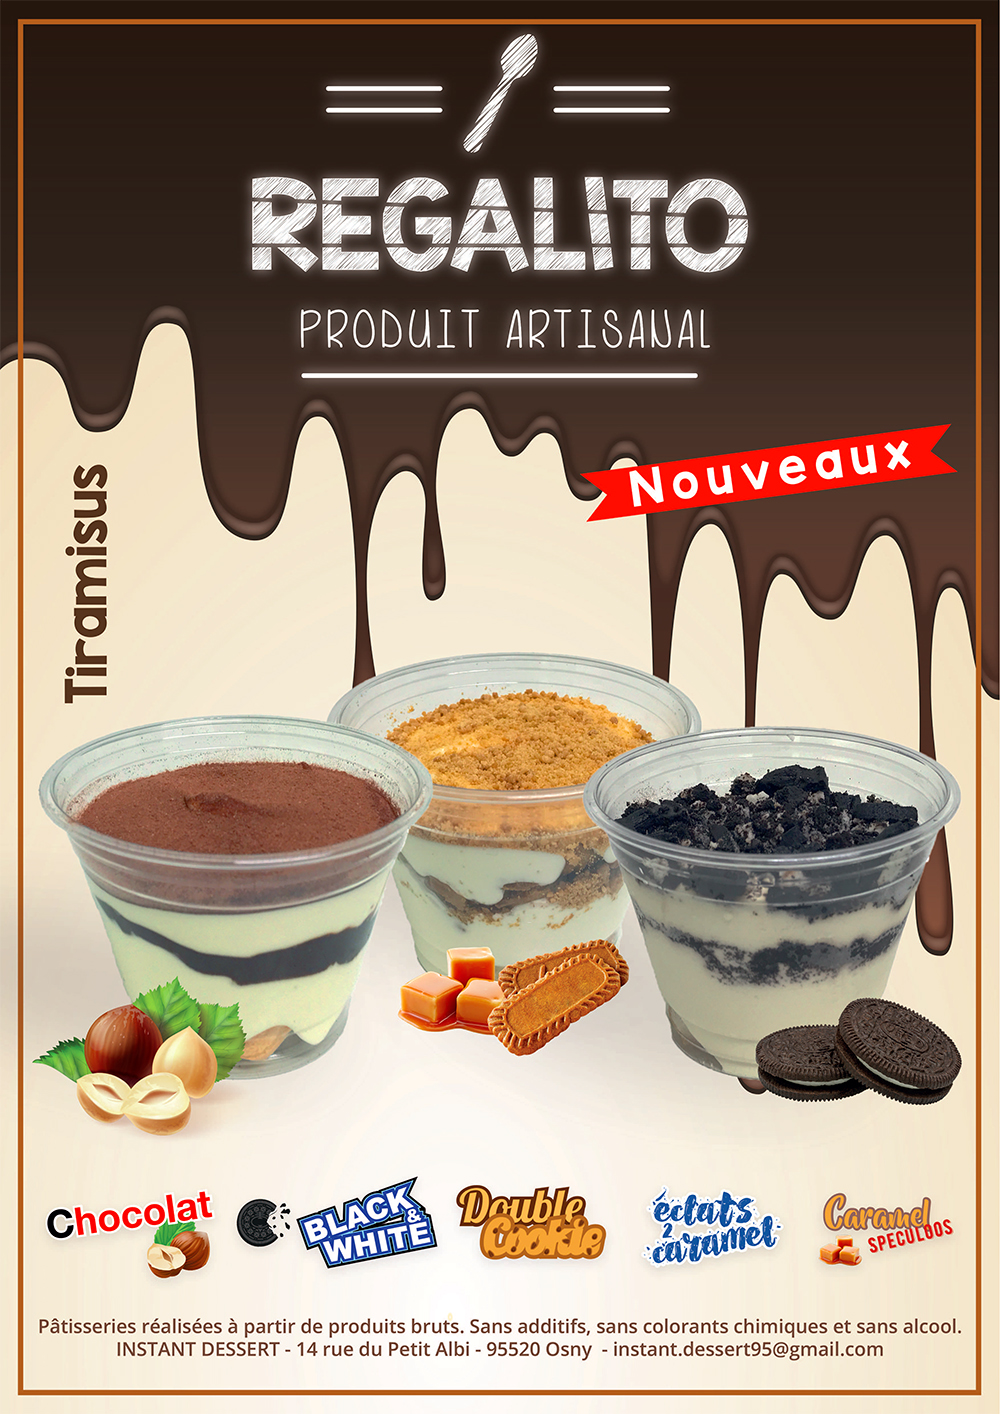 REGALITO
PRODUIT ARTISANAL
Nouveaux
Tiramisus
Chocolat
BLACK & WHITE
Double Cookie
éclats 2 caramel
Caramel SPECULOOS
Pâtisseries réalisées à partir de produits bruts. Sans additifs, sans colorants chimiques et sans alcool.
INSTANT DESSERT - 14 rue du Petit Albi - 95520 Osny - instant.dessert95@gmail.com